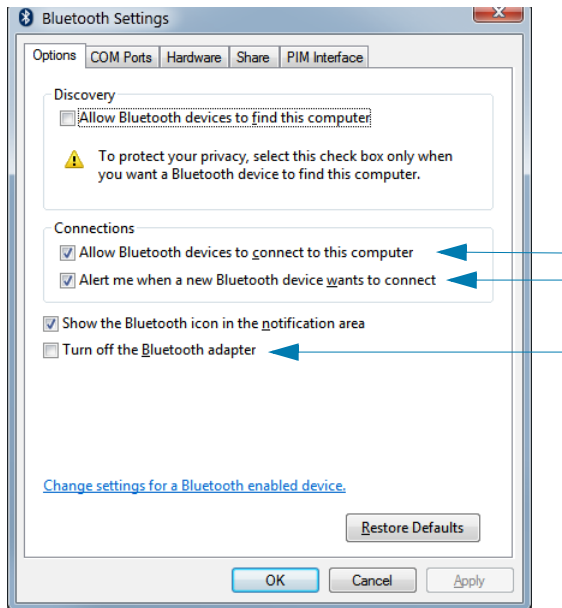 Bluetooth Settings
Options COM Ports Hardware Share PIM Interface
Discovery
Allow Bluetooth devices to find this computer
To protect your privacy, select this check box only when
you want a Bluetooth device to find this computer.
Connections
Allow Bluetooth devices to connect to this computer
Alert me when a new Bluetooth device wants to connect
Show the Bluetooth icon in the notification area
Turn off the Bluetooth adapter
Change settings for a Bluetooth enabled device.
Restore Defaults
OK Cancel Apply